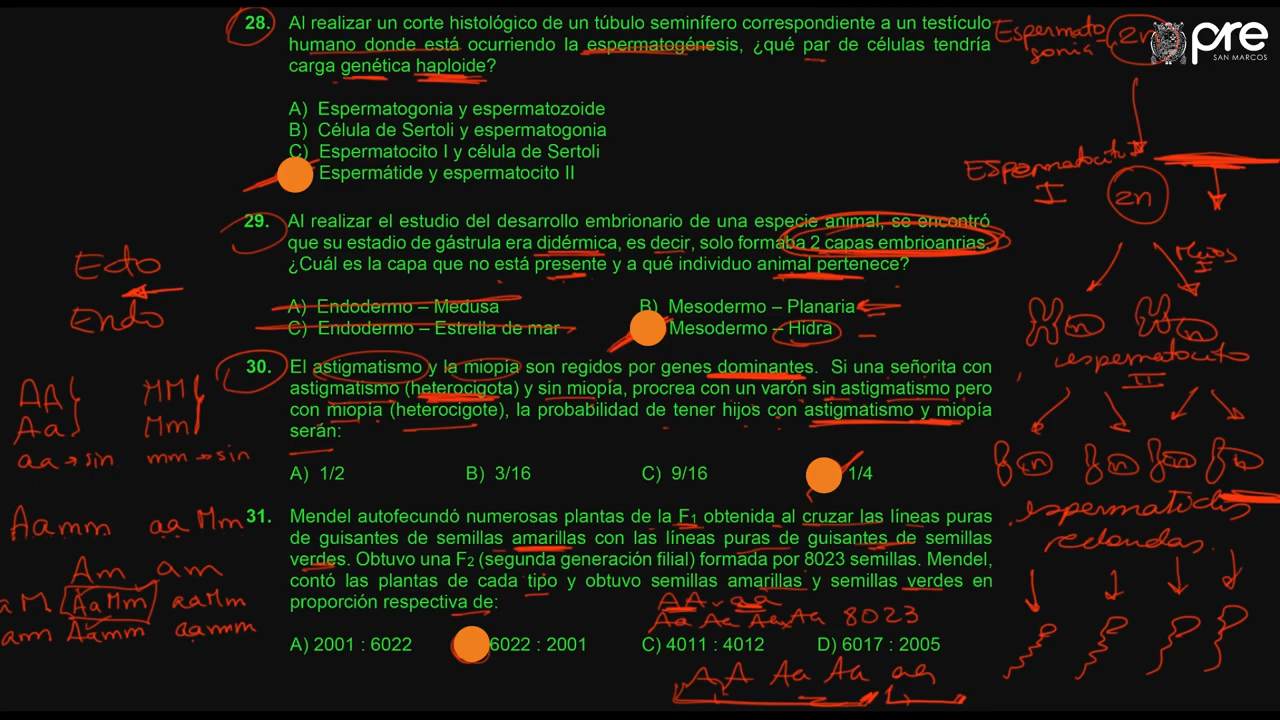 28. Al realizar un corte histológico de un túbulo seminífero correspondiente a un testículo
humano donde está ocurriendo la espermatogénesis, ¿qué par de células tendría
carga genética haploide?
A) Espermatogonia y espermatozoide
B) Célula de Sertoli y espermatogonia
C) Espermatocito I y célula de Sertoli
Espermátide y espermatocito II
29. Al realizar el estudio del desarrollo embrionario de una especie animal, se encontró
que su estadio de gástrula era didérmica, es decir, solo formaba 2 capas embrioanrias.
¿Cuál es la capa que no está presente y a qué individuo animal pertenece?
A) Endodermo – Medusa
B) Mesodermo – Planaria
C) Endodermo – Estrella de mar
Mesodermo – Hidra
30. El astigmatismo y la miopía son regidos por genes dominantes. Si una señorita con
astigmatismo (heterocigota) y sin miopía, procrea con un varón sin astigmatismo pero
con miopía (heterocigote), la probabilidad de tener hijos con astigmatismo y miopía
serán:
A) 1/2
B) 3/16
C) 9/16
1/4
31. Mendel autofecundó numerosas plantas de la F1 obtenida al cruzar las líneas puras
de guisantes de semillas amarillas con las líneas puras de guisantes de semillas
verdes. Obtuvo una F2 (segunda generación filial) formada por 8023 semillas. Mendel,
contó las plantas de cada tipo y obtuvo semillas amarillas y semillas verdes en
proporción respectiva de:
A) 2001 : 6022
6022 : 2001
C) 4011 : 4012
D) 6017 : 2005
AA x aa
Aa Aa Aa x Aa 8023
AA Aa Aa aa
Ecto
Endo
AA MM
Aa Mm
aa → sin mm → sin
Aamm aaMm
Am am
aM AaMm aaMm
am Aamm aamm
pre
SAN MARCOS
Espermato
gonia 2n
Espermatocito
I
2n
Meiosis
I
n n
espermatocito
II
n n n n
espermatides
redondas